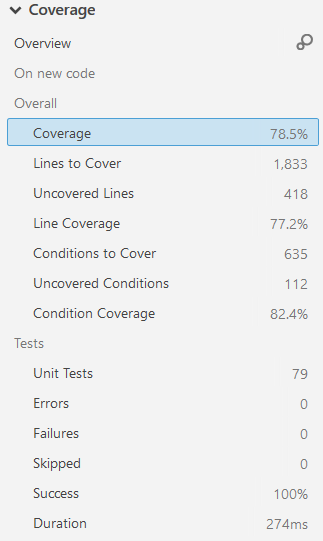 Coverage
Overview
On new code
Overall
Coverage 78.5%
Lines to Cover 1,833
Uncovered Lines 418
Line Coverage 77.2%
Conditions to Cover 635
Uncovered Conditions 112
Condition Coverage 82.4%
Tests
Unit Tests 79
Errors 0
Failures 0
Skipped 0
Success 100%
Duration 274ms